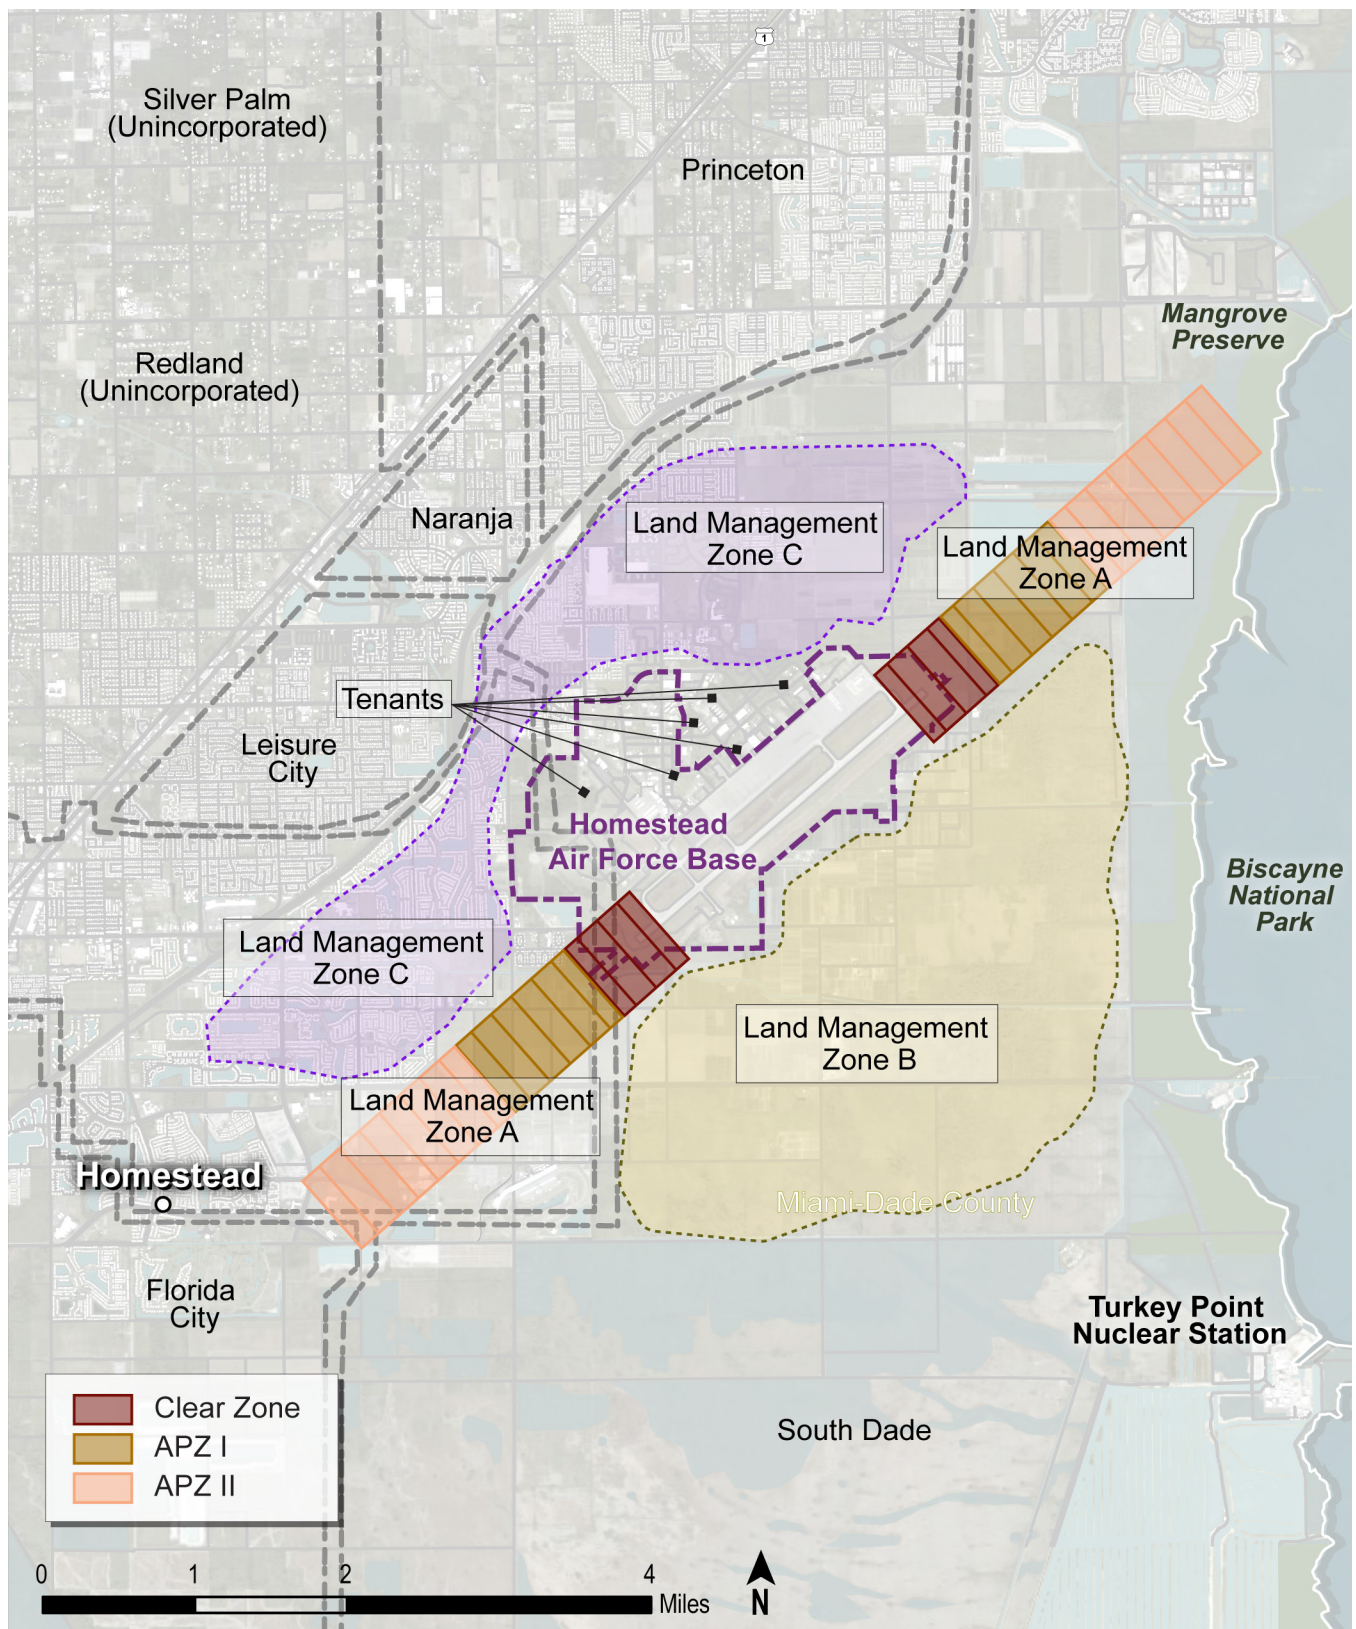 1
Silver Palm
(Unincorporated)
Princeton
Mangrove
Preserve
Redland
(Unincorporated)
Naranja
Land Management
Zone C
Land Management
Zone A
Tenants
Leisure
City
Homestead
Air Force Base
Biscayne
National
Park
Land Management
Zone C
Land Management
Zone B
Land Management
Zone A
Homestead
Miami-Dade County
Florida
City
Turkey Point
Nuclear Station
South Dade
Clear Zone
APZ I
APZ II
0 1 2 4
Miles
N